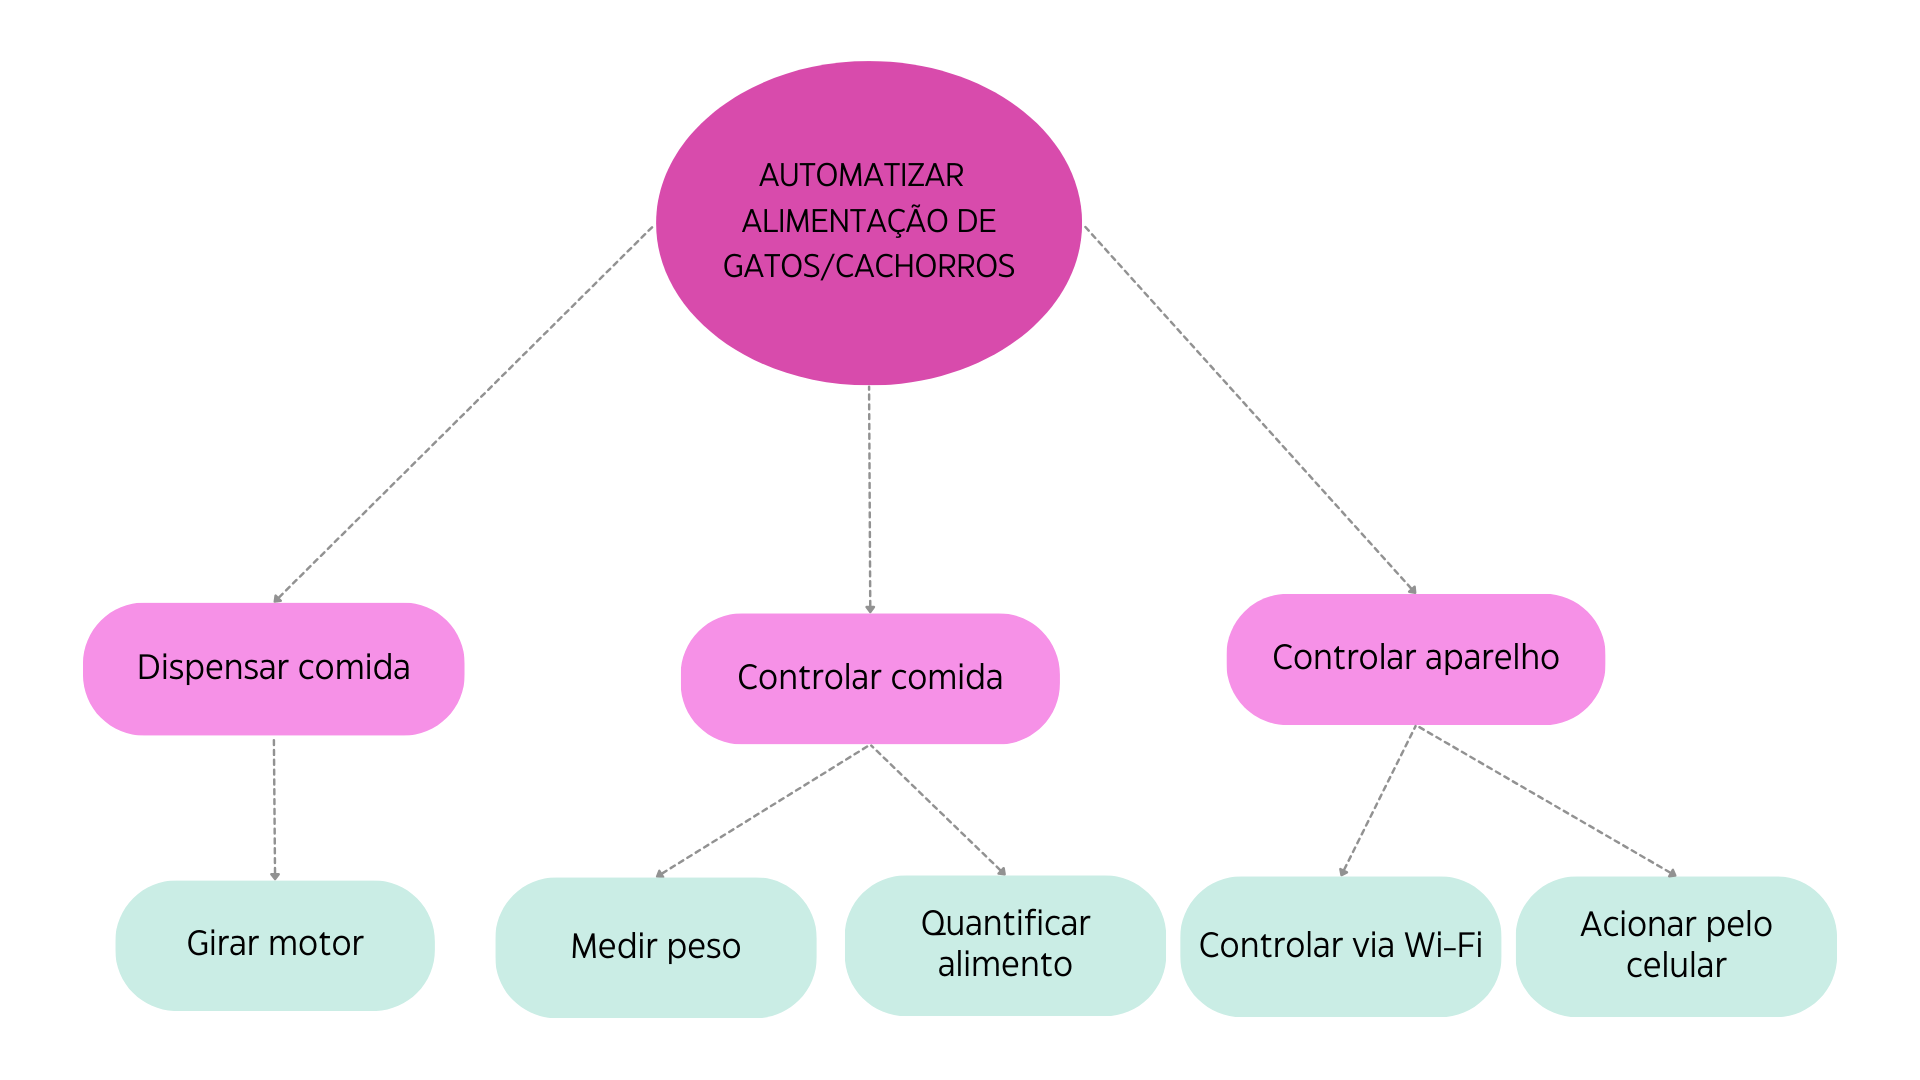 AUTOMATIZAR
ALIMENTAÇÃO DE
GATOS/CACHORROS
Dispensar comida
Controlar comida
Controlar aparelho
Girar motor
Medir peso
Quantificar
alimento
Controlar via Wi-Fi
Acionar pelo
celular